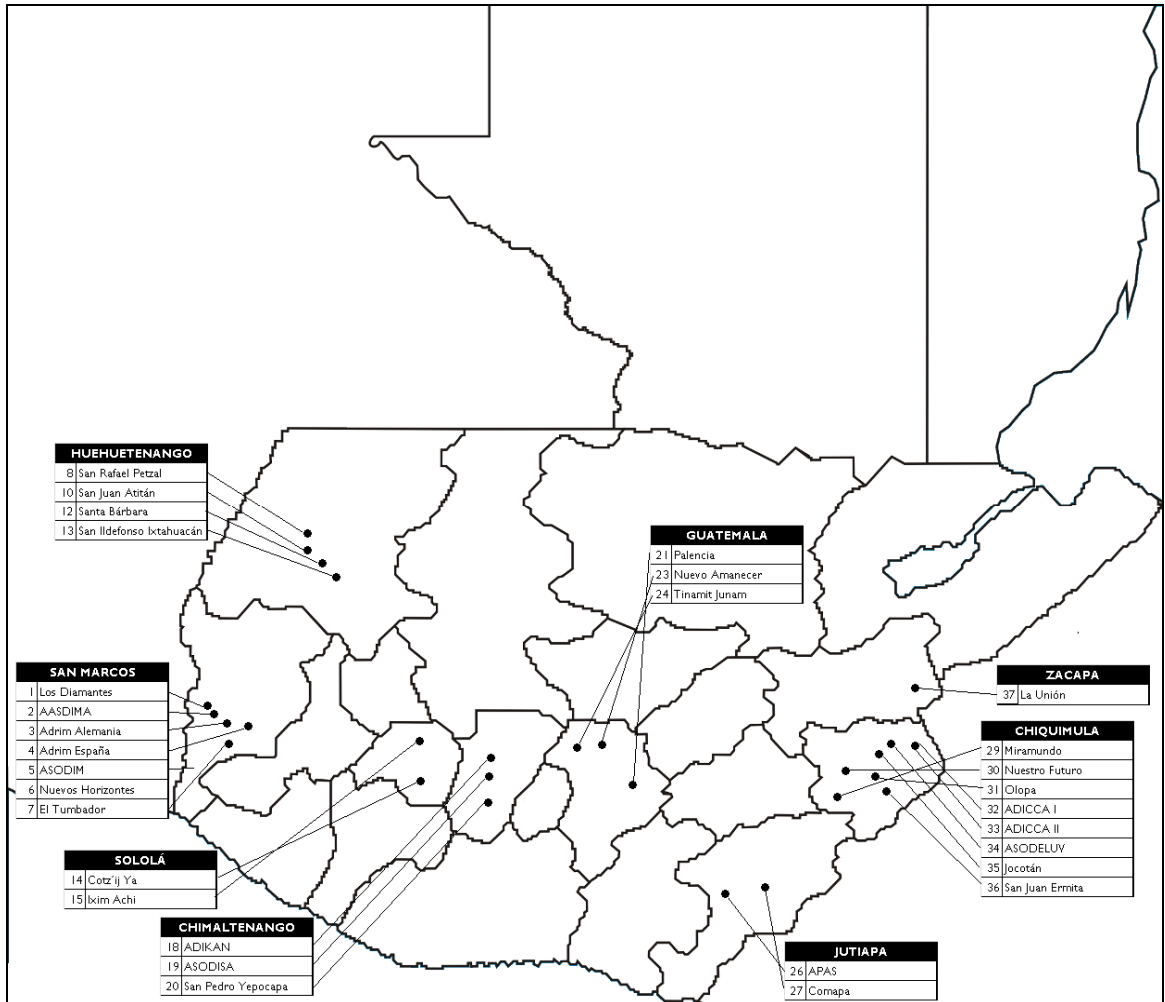 HUEHUETENANGO
8 San Rafael Petzal
10 San Juan Atitán
12 Santa Bárbara
13 San Ildefonso Ixtahuacán
GUATEMALA
21 Palencia
23 Nuevo Amanecer
24 Tinamit Junam
SAN MARCOS
1 Los Diamantes
2 AASDIMA
3 Adrim Alemania
4 Adrim España
5 ASODIM
6 Nuevos Horizontes
7 El Tumbador
ZACAPA
37 La Unión
CHIQUIMULA
29 Miramundo
30 Nuestro Futuro
31 Olopa
32 ADICCA I
33 ADICCA II
34 ASODELUV
35 Jocotán
36 San Juan Ermita
SOLOLÁ
14 Cotz'ij Ya
15 Ixim Achi
CHIMALTENANGO
18 ADIKAN
19 ASODISA
20 San Pedro Yepocapa
JUTIAPA
26 APAS
27 Comapa